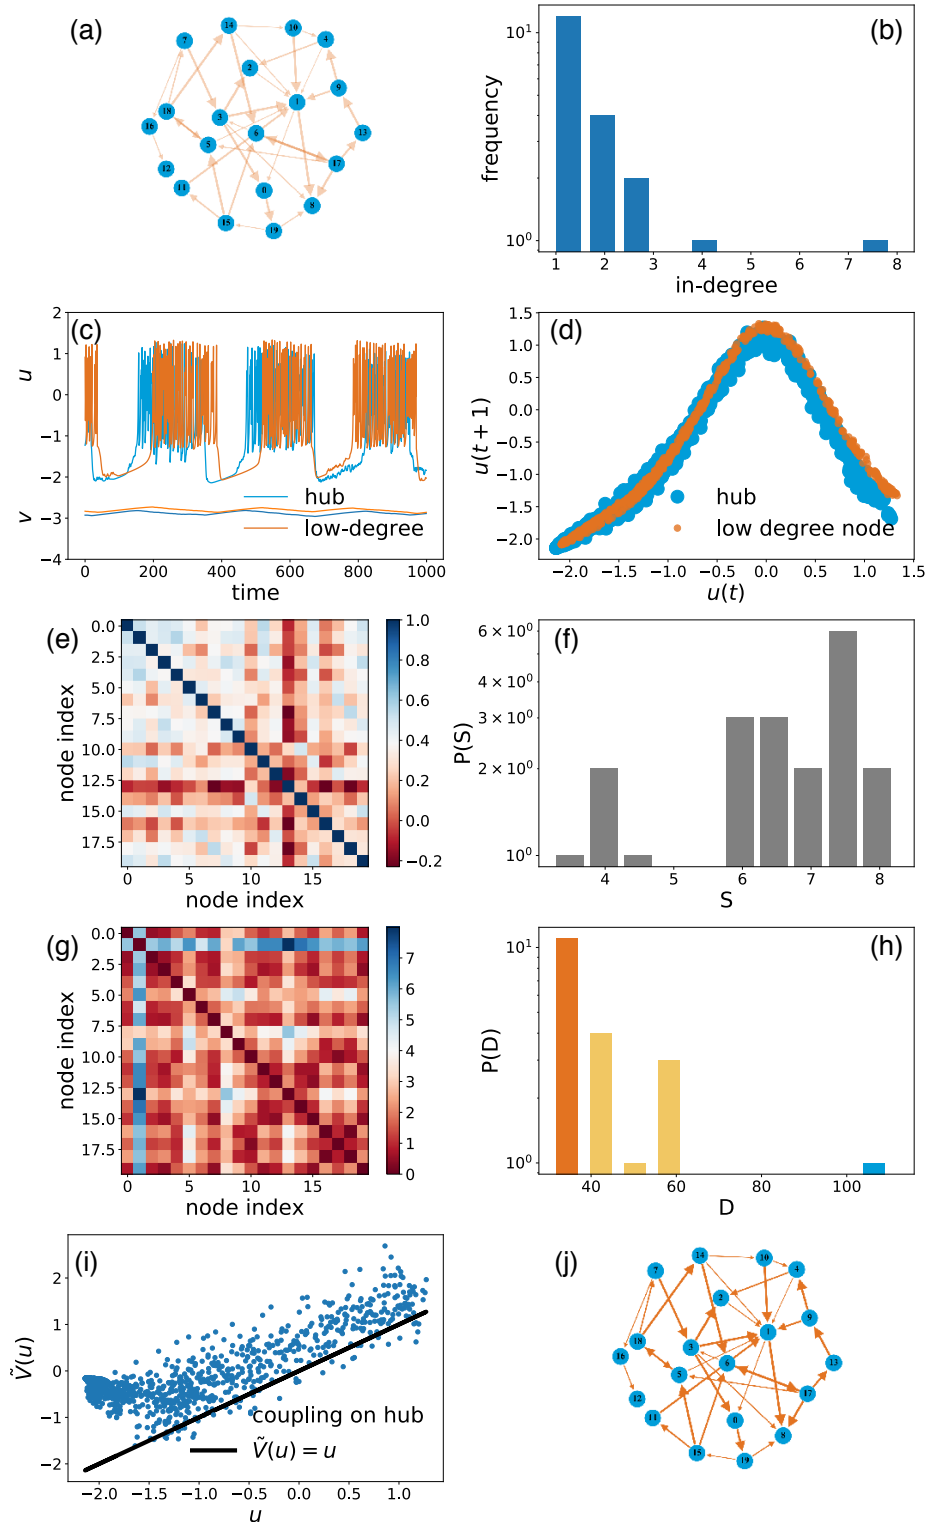 (a)
14
10
7
4
2
9
18
1
3
16
6
13
5
17
12
11
0
8
15
19
(b)
frequency
10¹
10⁰
1 2 3 4 5 6 7 8
in-degree
(c)
u
v
2
1
0
−1
−2
−3
−4
hub
low-degree
0 200 400 600 800 1000
time
(d)
u(t + 1)
1.5
1.0
0.5
0.0
−0.5
−1.0
−1.5
−2.0
hub
low degree node
−2.0 −1.5 −1.0 −0.5 0.0 0.5 1.0 1.5
u(t)
(e)
node index
0.0
2.5
5.0
7.5
10.0
12.5
15.0
17.5
0 5 10 15
node index
1.0
0.8
0.6
0.4
0.2
0.0
−0.2
(f)
P(S)
6 × 10⁰
4 × 10⁰
3 × 10⁰
2 × 10⁰
10⁰
4 5 6 7 8
S
(g)
node index
0.0
2.5
5.0
7.5
10.0
12.5
15.0
17.5
0 5 10 15
node index
7
6
5
4
3
2
1
0
(h)
P(D)
10¹
10⁰
40 60 80 100
D
(i)
Ṽ(u)
2
1
0
−1
−2
coupling on hub
Ṽ(u) = u
−2.0 −1.5 −1.0 −0.5 0.0 0.5 1.0
u
(j)
14
10
7
4
2
9
18
1
3
16
6
13
5
17
12
11
0
8
15
19